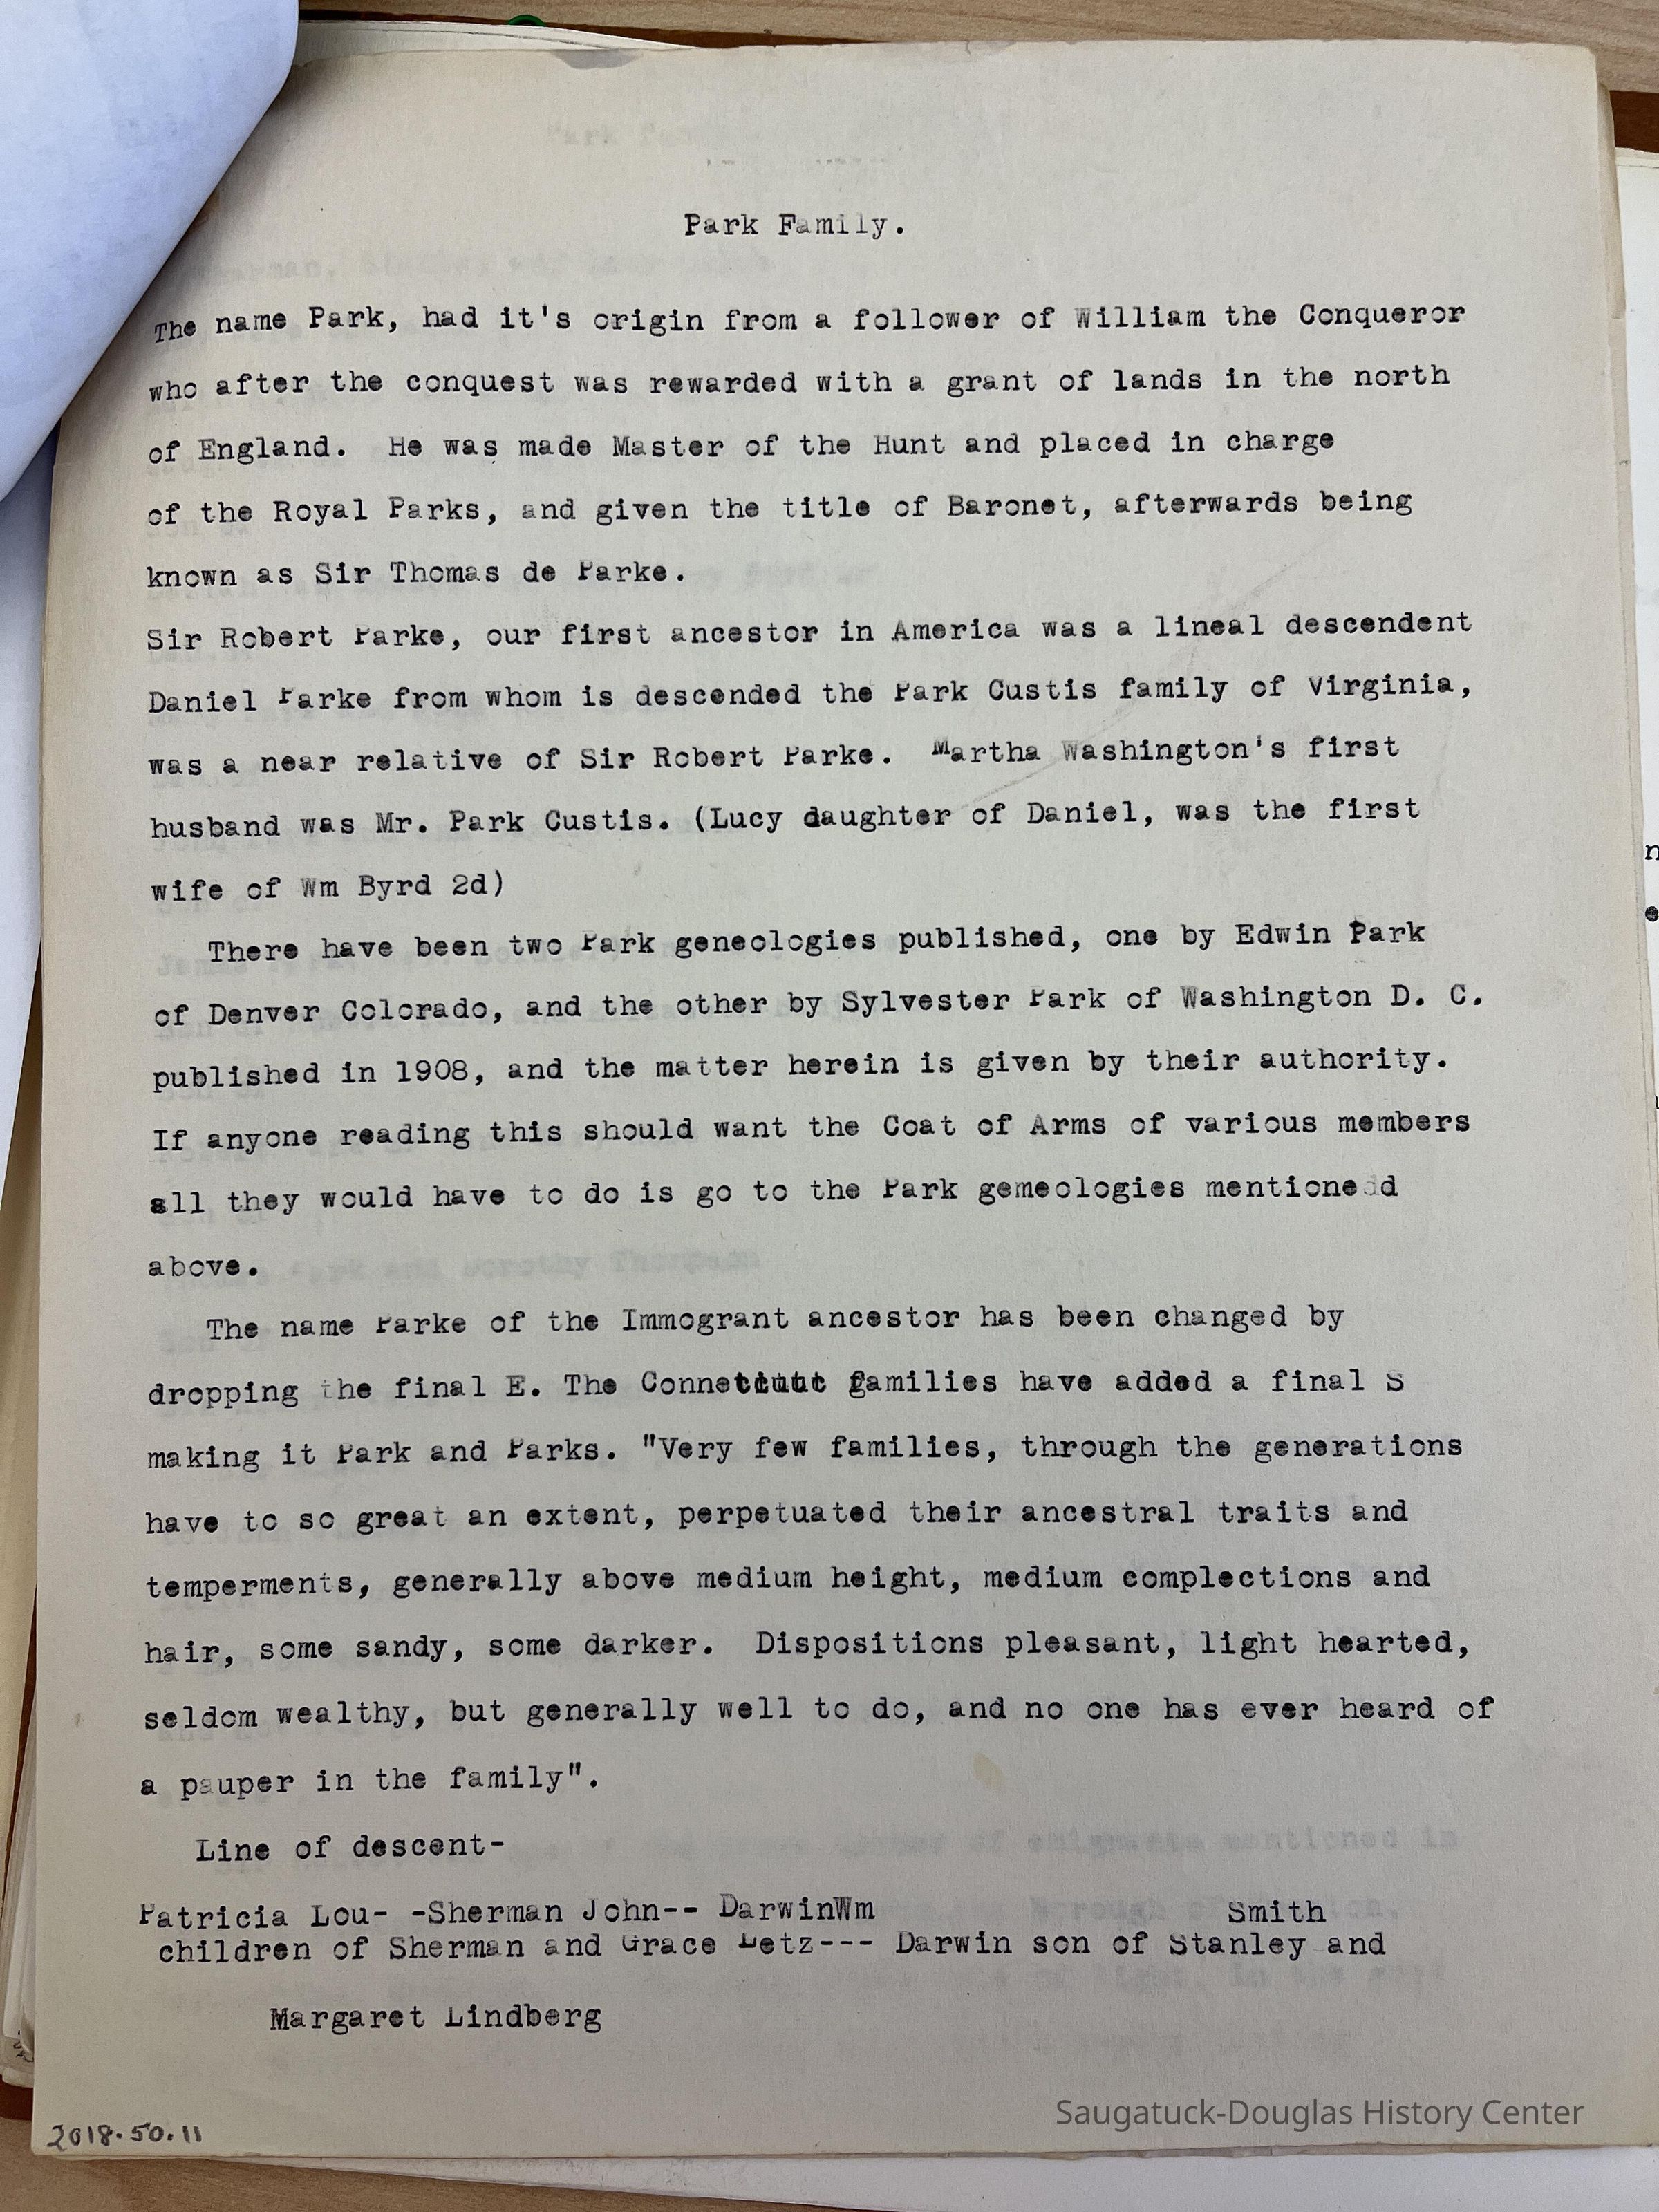 Park Family.
The name Park, had it's origin from a follower of William the Conqueror
who after the conquest was rewarded with a grant of lands in the north
of England.  He was made Master of the Hunt and placed in charge
of the Royal Parks, and given the title of Baronet, afterwards being
known as Sir Thomas de Parke.
Sir Robert Parke, our first ancestor in America was a lineal descendent
Daniel Parke from whom is descended the Park Custis family of Virginia,
was a near relative of Sir Robert Parke.  Martha Washington's first
husband was Mr. Park Custis. (Lucy daughter of Daniel, was the first
wife of Wm Byrd 2d)
There have been two Park geneologies published, one by Edwin Park
of Denver Colorado, and the other by Sylvester Park of Washington D. C.
published in 1908, and the matter herein is given by their authority.
If anyone reading this should want the Coat of Arms of various members
all they would have to do is go to the Park gemeologies mentionedd
above.
The name Parke of the Immogrant ancestor has been changed by
dropping the final E. The families have added a final S
making it Park and Parks. "Very few families, through the generations
have to so great an extent, perpetuated their ancestral traits and
temperments, generally above medium height, medium complections and
hair, some sandy, some darker.  Dispositions pleasant, light hearted,
seldom wealthy, but generally well to do, and no one has ever heard of
a pauper in the family".
Line of descent-
Patricia Lou- -Sherman John-- DarwinWm Smith
children of Sherman and Grace Letz--- Darwin son of Stanley and
Margaret Lindberg
2018.50.11
Saugatuck-Douglas History Center